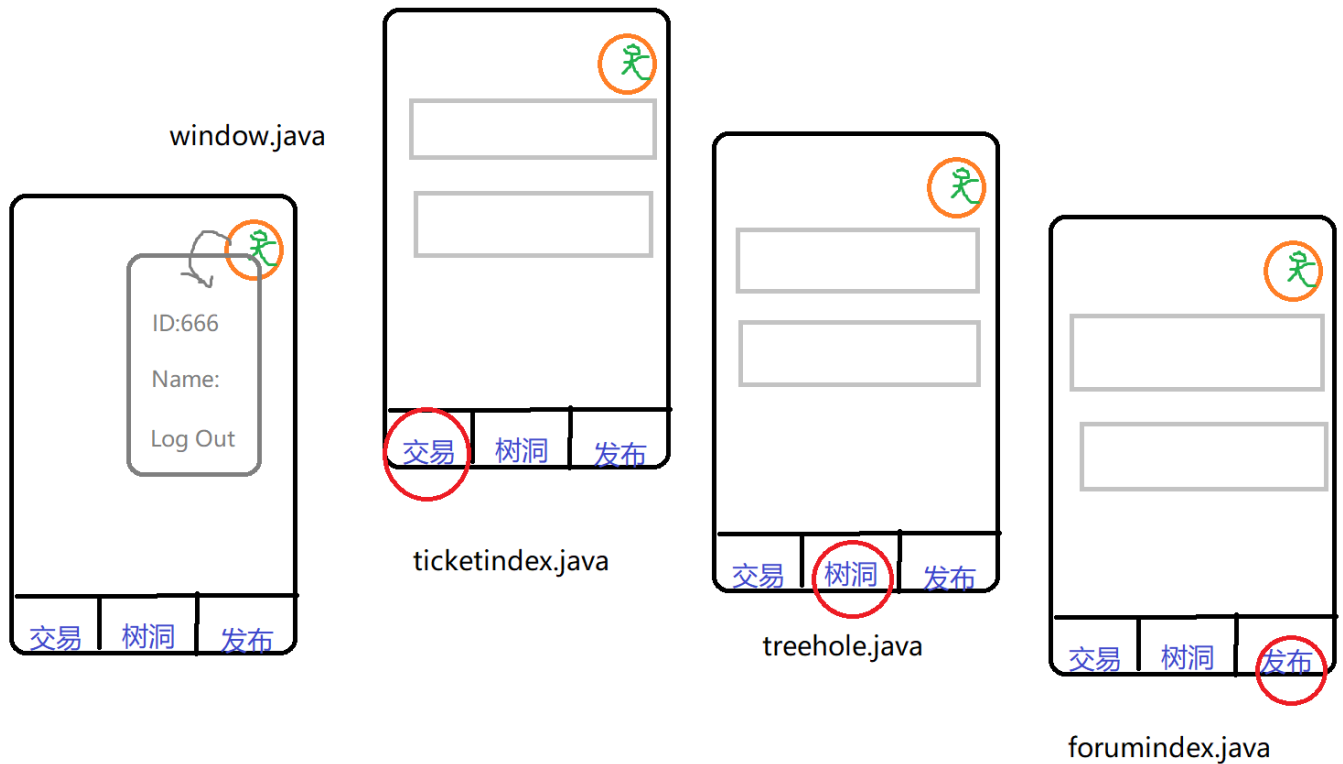 window.java
ID:666
Name:
Log Out
交易 树洞 发布
交易 树洞 发布
ticketindex.java
交易 树洞 发布
treehole.java
交易 树洞 发布
forumindex.java